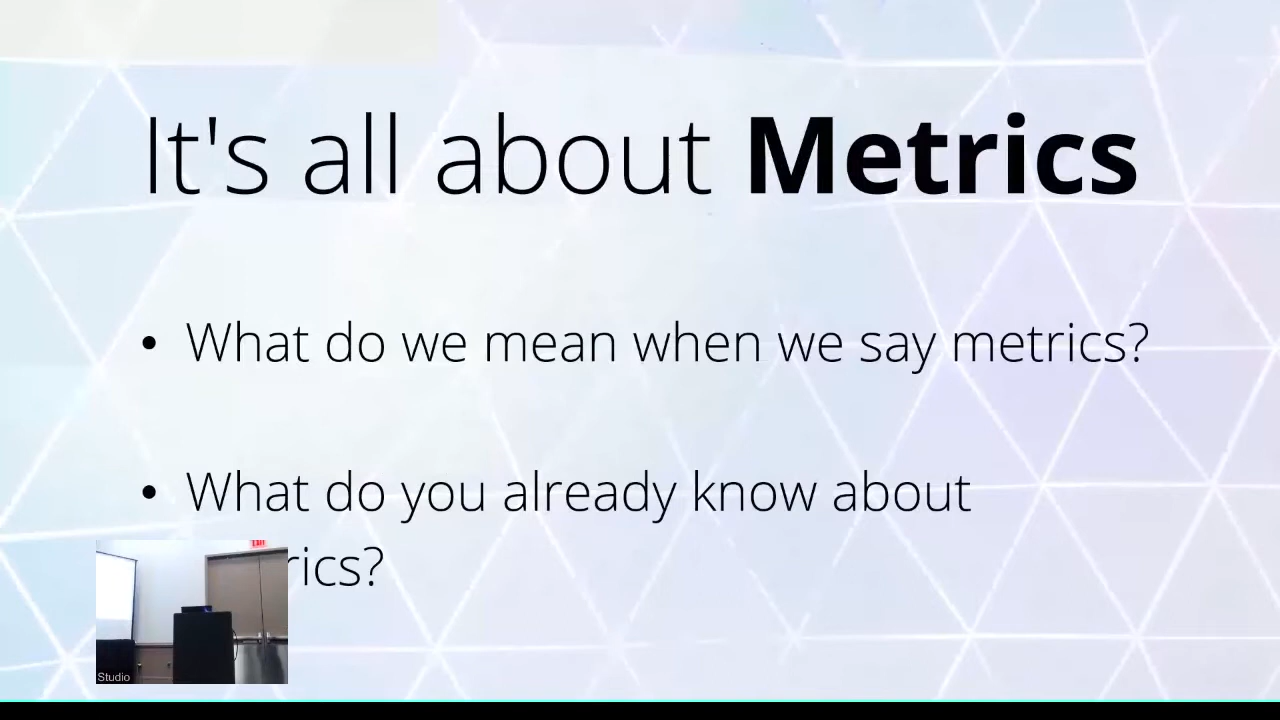 It's all about Metrics
• What do we mean when we say metrics?
• What do you already know about
rics?
Studio